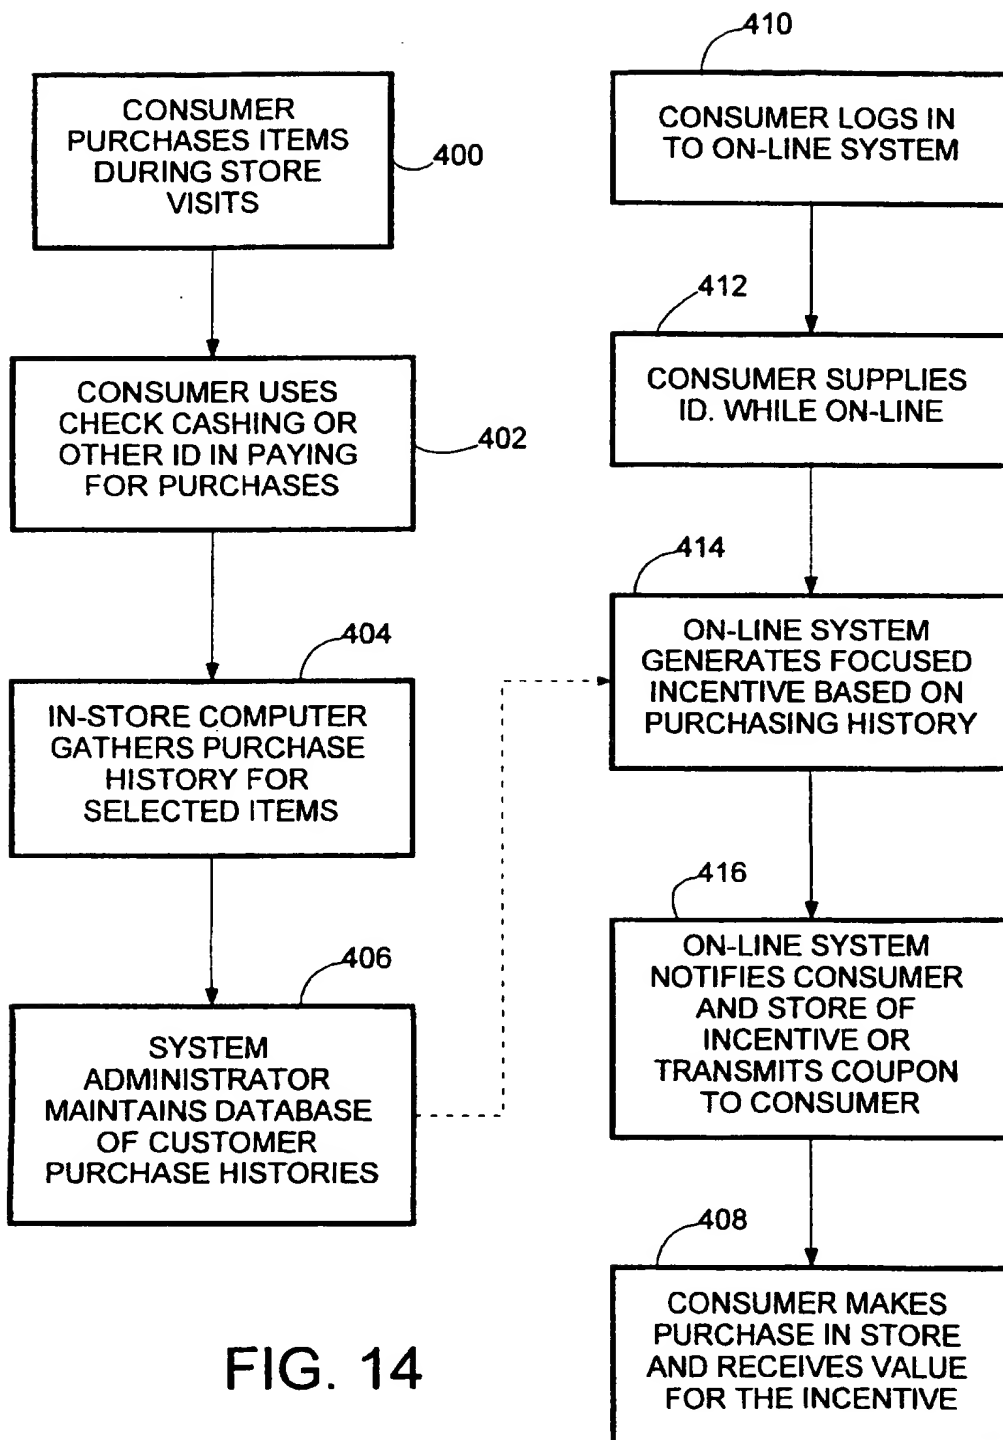 CONSUMER
PURCHASES ITEMS
DURING STORE
VISITS
400
CONSUMER USES
CHECK CASHING OR
OTHER ID IN PAYING
FOR PURCHASES
402
404
IN-STORE COMPUTER
GATHERS PURCHASE
HISTORY FOR
SELECTED ITEMS
406
SYSTEM
ADMINISTRATOR
MAINTAINS DATABASE
OF CUSTOMER
PURCHASE HISTORIES
410
CONSUMER LOGS IN
TO ON-LINE SYSTEM
412
CONSUMER SUPPLIES
ID. WHILE ON-LINE
414
ON-LINE SYSTEM
GENERATES FOCUSED
INCENTIVE BASED ON
PURCHASING HISTORY
416
ON-LINE SYSTEM
NOTIFIES CONSUMER
AND STORE OF
INCENTIVE OR
TRANSMITS COUPON
TO CONSUMER
408
CONSUMER MAKES
PURCHASE IN STORE
AND RECEIVES VALUE
FOR THE INCENTIVE
FIG. 14